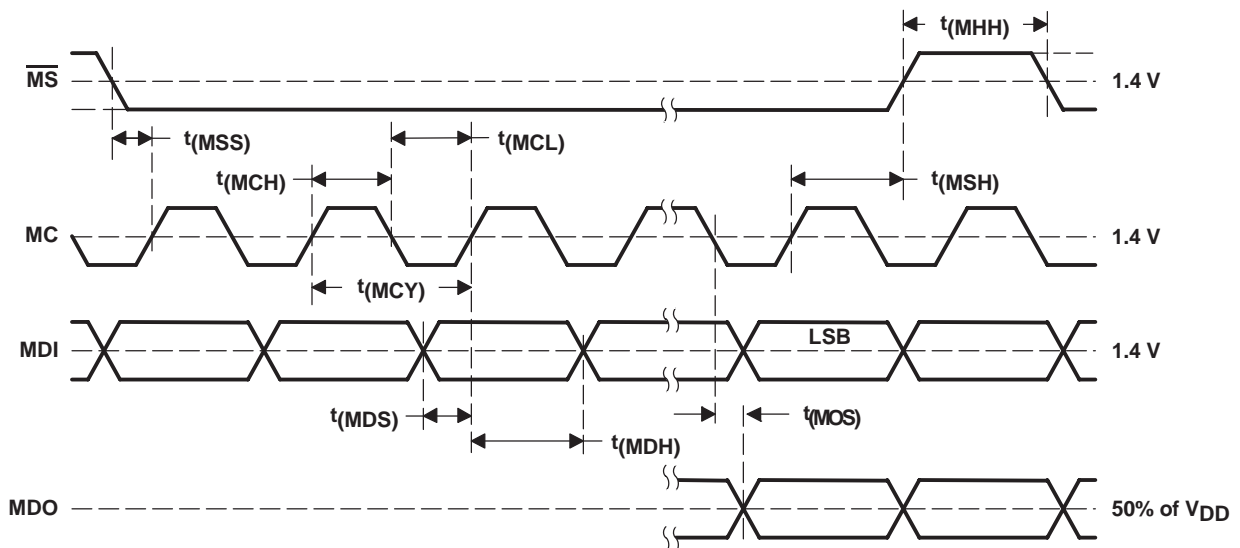 t(MHH)
MS
1.4 V
t(MSS)
t(MCL)
t(MCH)
t(MSH)
MC
1.4 V
t(MCY)
LSB
MDI
1.4 V
t(MDS)
t(MOS)
t(MDH)
MDO
50% of VDD